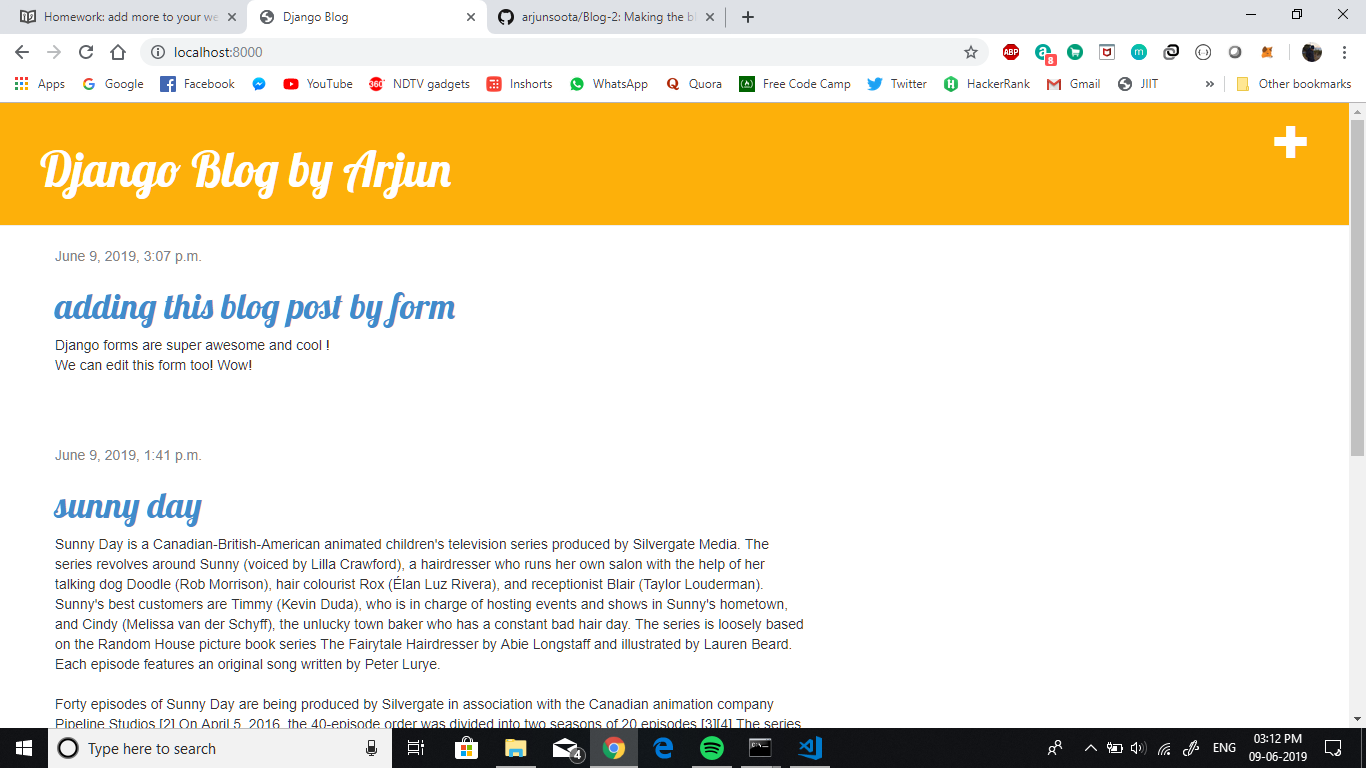 Homework: add more to your we
Django Blog
arjunsoota/Blog-2: Making the bl
localhost:8000
ABP
a
8
m
Apps
Google
Facebook
YouTube
360°
NDTV gadgets
Inshorts
WhatsApp
Quora
Free Code Camp
Twitter
HackerRank
Gmail
JIIT
»
Other bookmarks
Django Blog by Arjun
June 9, 2019, 3:07 p.m.
adding this blog post by form
Django forms are super awesome and cool !
We can edit this form too! Wow!
June 9, 2019, 1:41 p.m.
sunny day
Sunny Day is a Canadian-British-American animated children's television series produced by Silvergate Media. The
series revolves around Sunny (voiced by Lilla Crawford), a hairdresser who runs her own salon with the help of her
talking dog Doodle (Rob Morrison), hair colourist Rox (Élan Luz Rivera), and receptionist Blair (Taylor Louderman).
Sunny's best customers are Timmy (Kevin Duda), who is in charge of hosting events and shows in Sunny's hometown,
and Cindy (Melissa van der Schyff), the unlucky town baker who has a constant bad hair day. The series is loosely based
on the Random House picture book series The Fairytale Hairdresser by Abie Longstaff and illustrated by Lauren Beard.
Each episode features an original song written by Peter Lurye.
Forty episodes of Sunny Day are being produced by Silvergate in association with the Canadian animation company
Pipeline Studios.[2] On April 5, 2016, the 40-episode order was divided into two seasons of 20 episodes.[3][4] The series
Type here to search
4
ENG
03:12 PM
09-06-2019